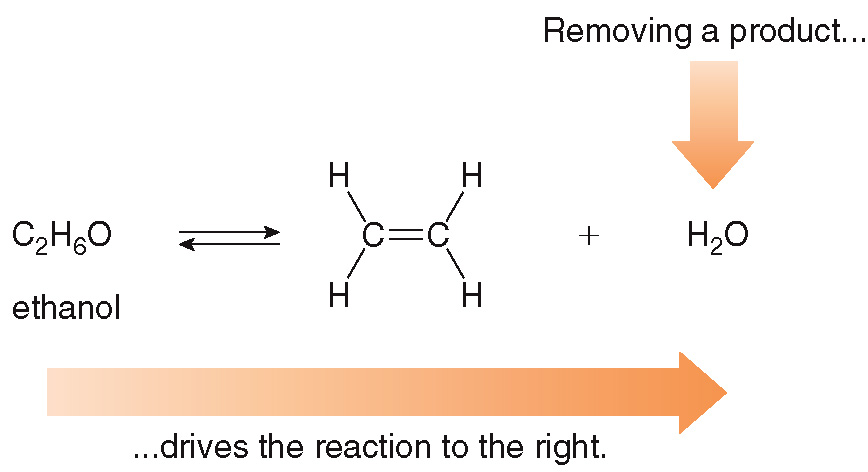 Removing a product...
H H
C2H6O C=C + H2O
H H
ethanol
...drives the reaction to the right.